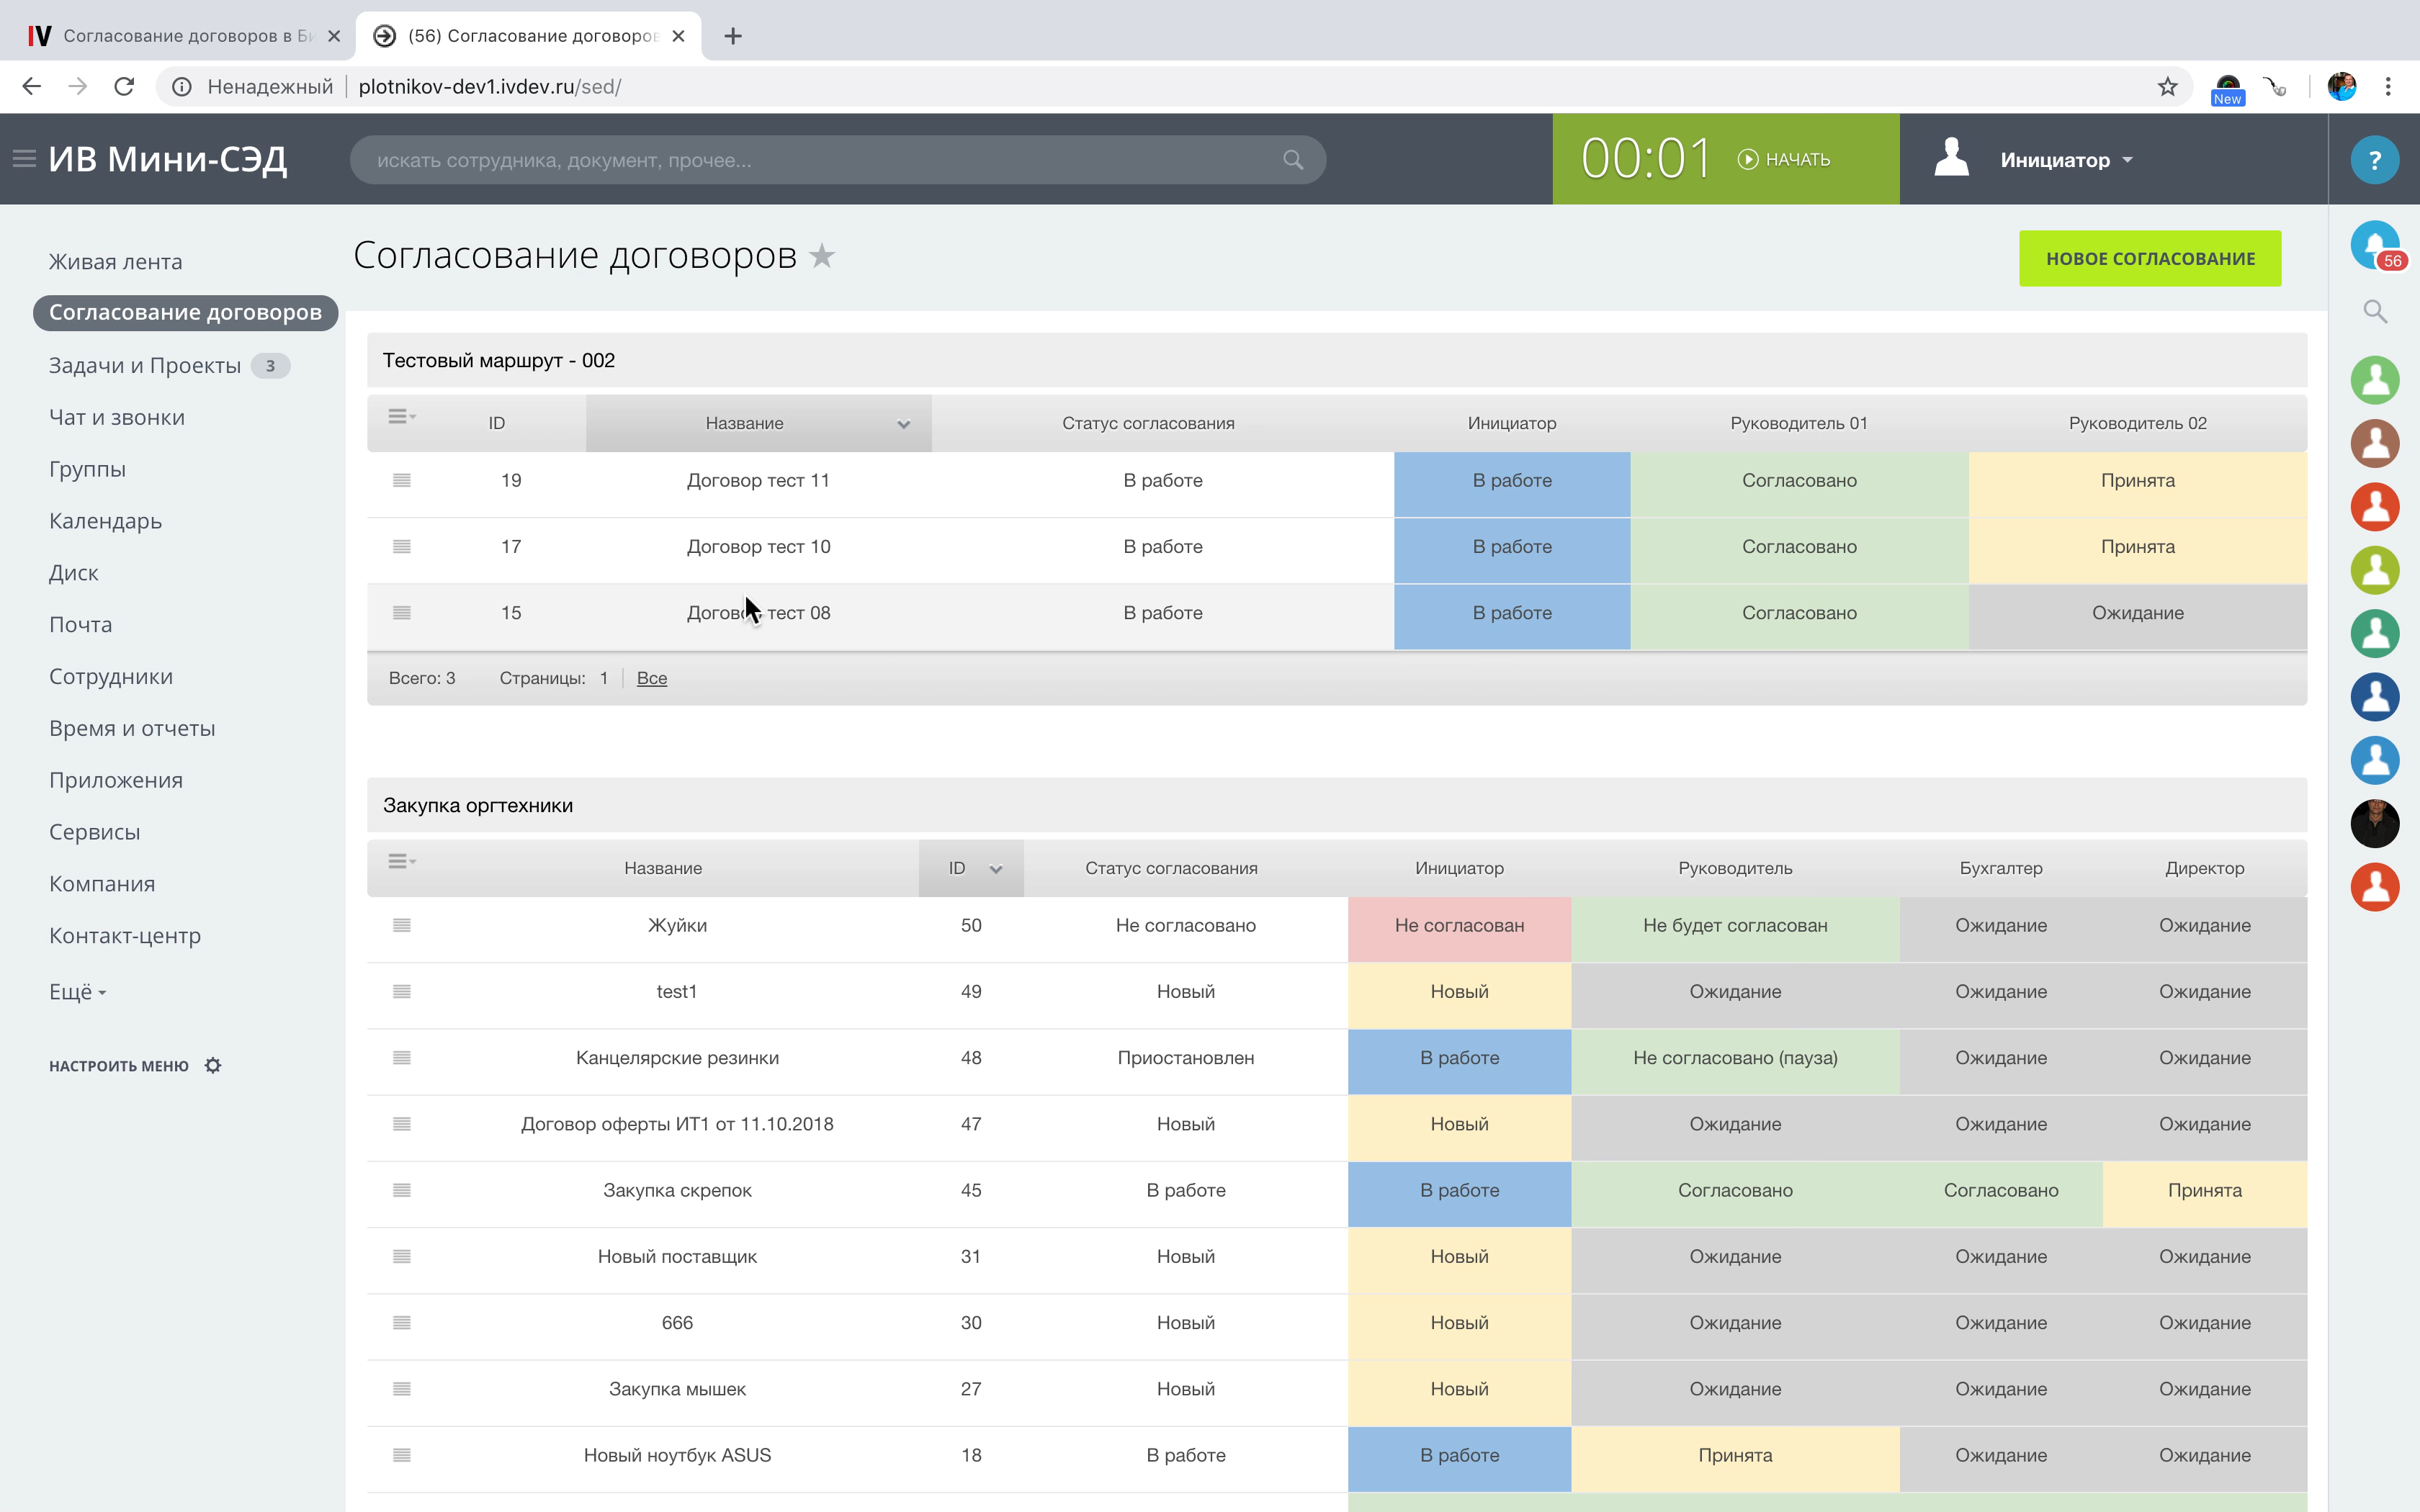 IV Согласование договоров в Би
(56) Согласование договоров
Ненадежный plotnikov-dev1.ivdev.ru/sed/
New
ИВ Мини-СЭД
искать сотрудника, документ, прочее...
00:01 НАЧАТЬ
Инициатор
?
56
Живая лента
Согласование договоров
Задачи и Проекты 3
Чат и звонки
Группы
Календарь
Диск
Почта
Сотрудники
Время и отчеты
Приложения
Сервисы
Компания
Контакт-центр
Ещё
НАСТРОИТЬ МЕНЮ
Согласование договоров
НОВОЕ СОГЛАСОВАНИЕ
Тестовый маршрут - 002
ID Название Статус согласования Инициатор Руководитель 01 Руководитель 02
19 Договор тест 11 В работе В работе Согласовано Принята
17 Договор тест 10 В работе В работе Согласовано Принята
15 Договор тест 08 В работе В работе Согласовано Ожидание
Всего: 3 Страницы: 1 Все
Закупка оргтехники
Название ID Статус согласования Инициатор Руководитель Бухгалтер Директор
Жуйки 50 Не согласовано Не согласован Не будет согласован Ожидание Ожидание
test1 49 Новый Новый Ожидание Ожидание Ожидание
Канцелярские резинки 48 Приостановлен В работе Не согласовано (пауза) Ожидание Ожидание
Договор оферты ИТ1 от 11.10.2018 47 Новый Новый Ожидание Ожидание Ожидание
Закупка скрепок 45 В работе В работе Согласовано Согласовано Принята
Новый поставщик 31 Новый Новый Ожидание Ожидание Ожидание
666 30 Новый Новый Ожидание Ожидание Ожидание
Закупка мышек 27 Новый Новый Ожидание Ожидание Ожидание
Новый ноутбук ASUS 18 В работе В работе Принята Ожидание Ожидание